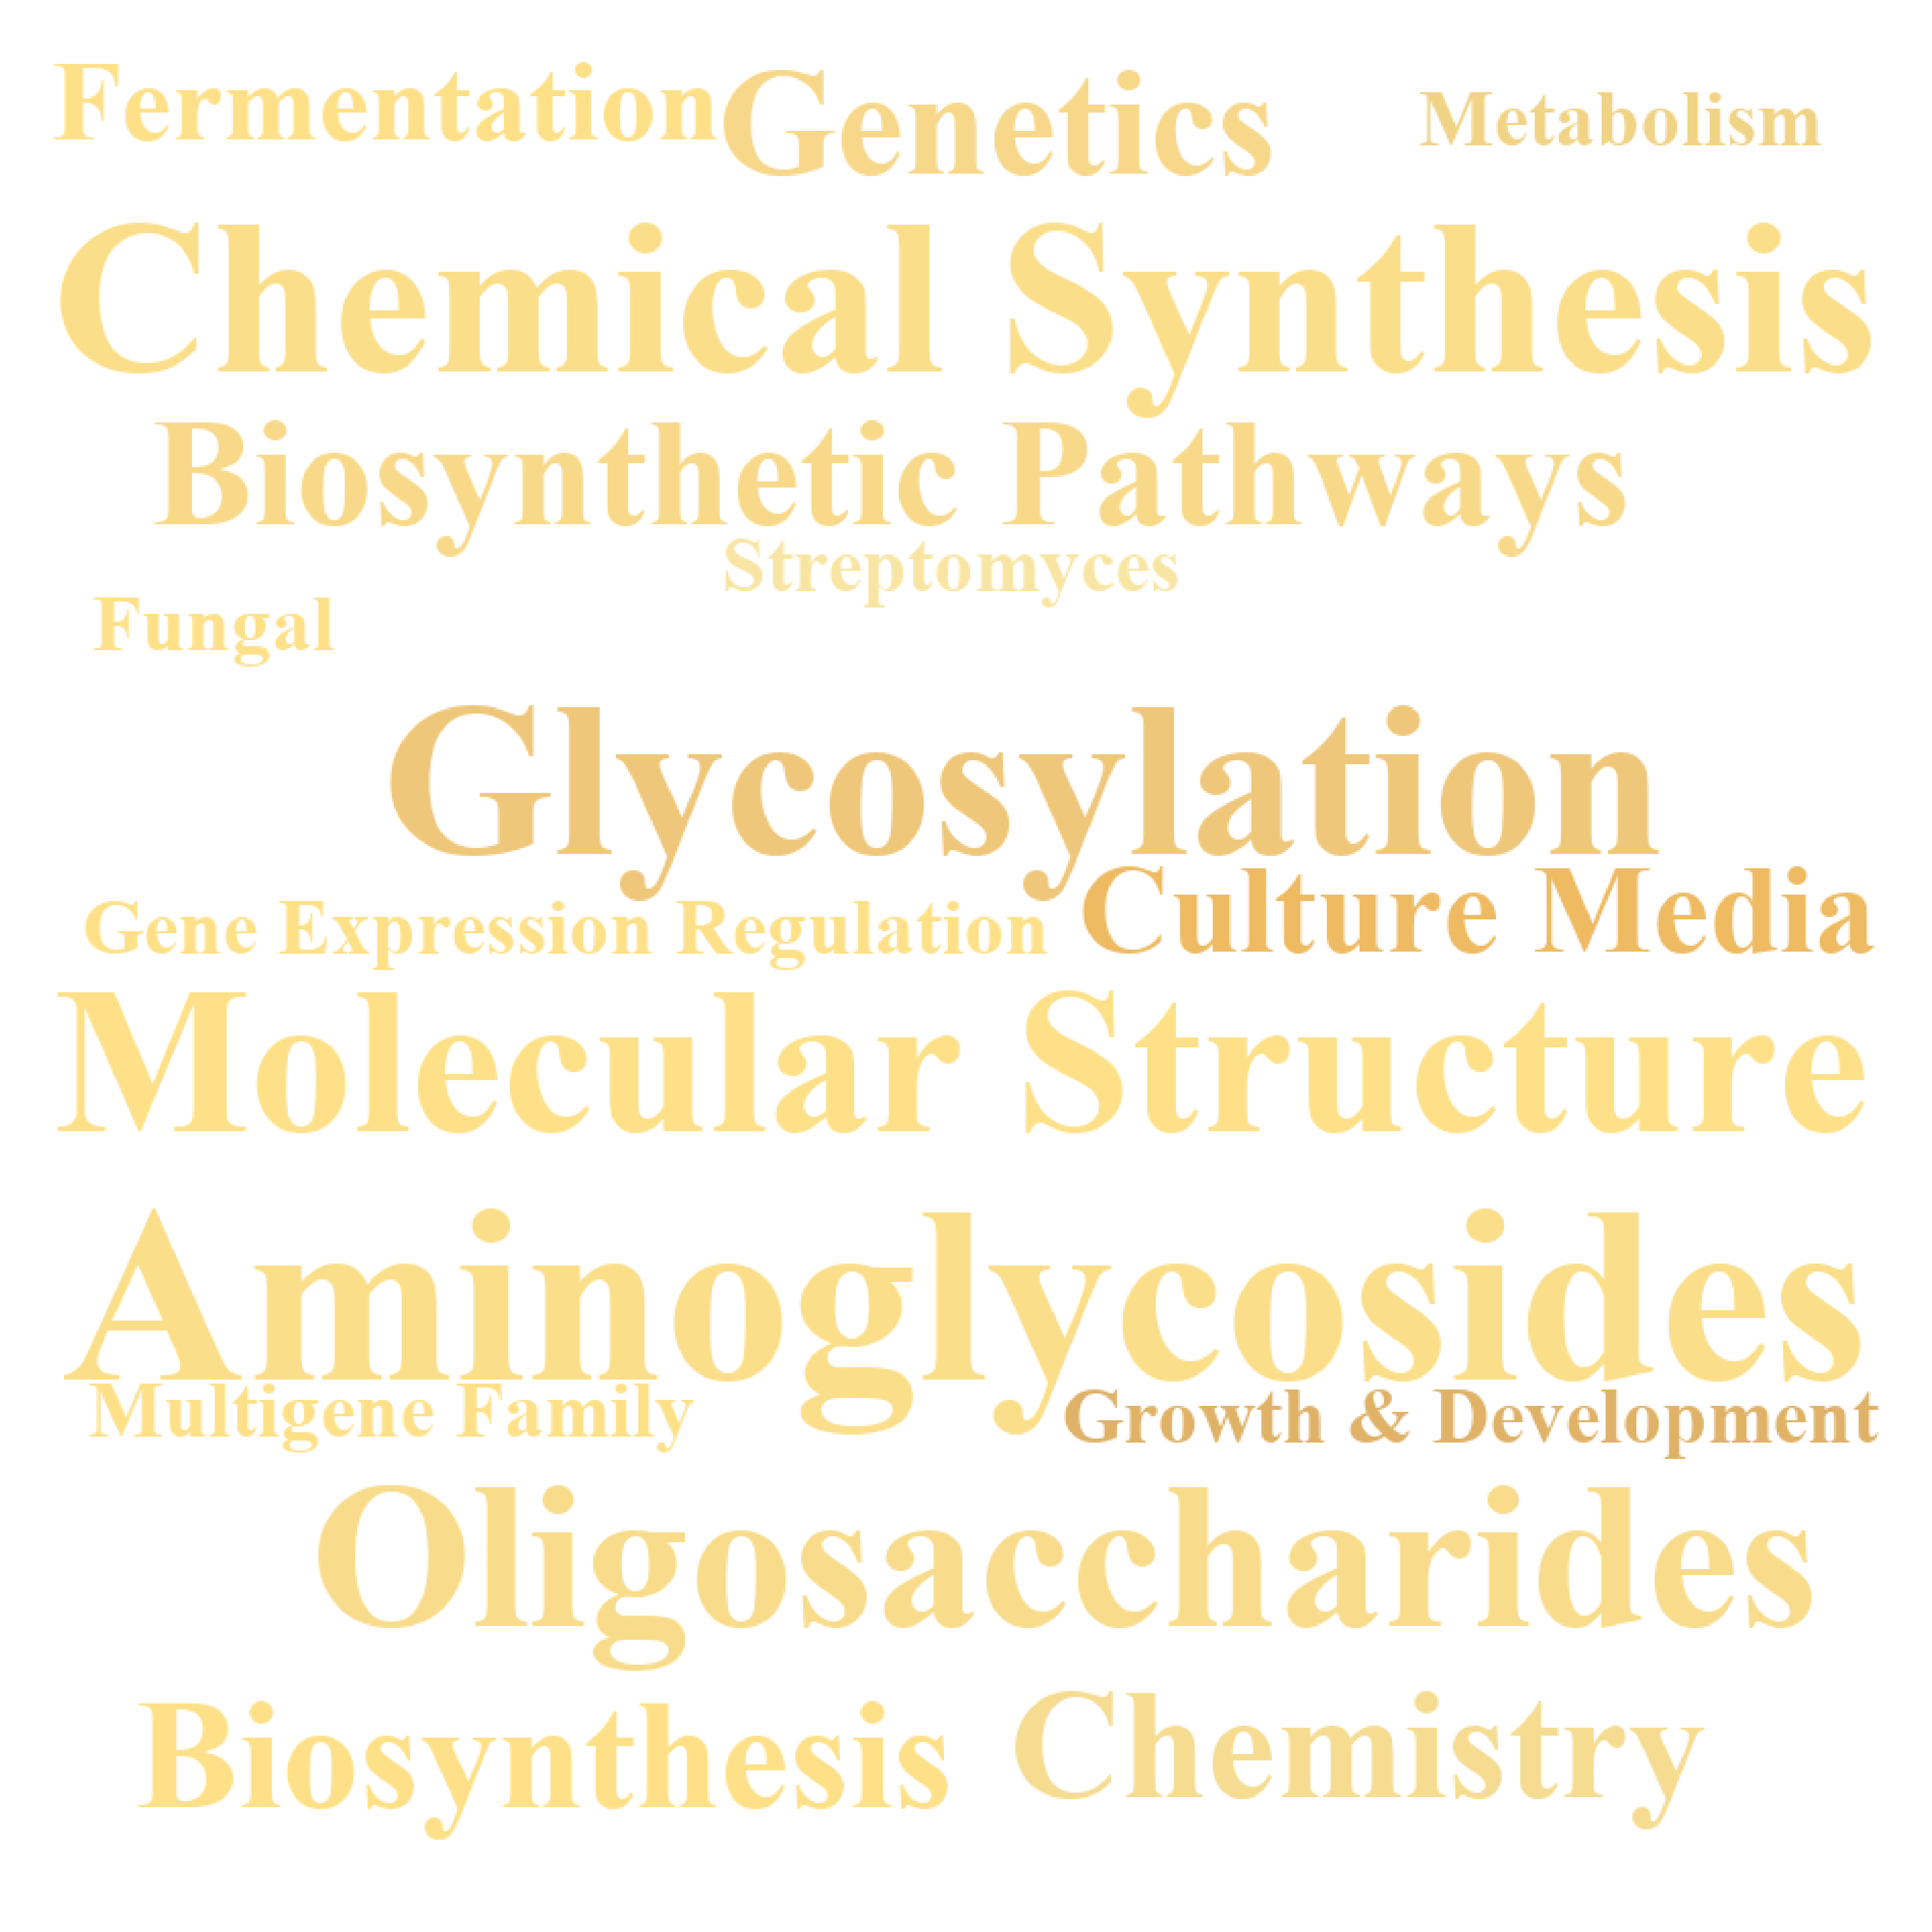 Fermentation Genetics Metabolism
Chemical Synthesis
Biosynthetic Pathways
Streptomyces
Fungal
Glycosylation
Gene Expression Regulation Culture Media
Molecular Structure
Aminoglycosides
Multigene Family Growth & Development
Oligosaccharides
Biosynthesis Chemistry